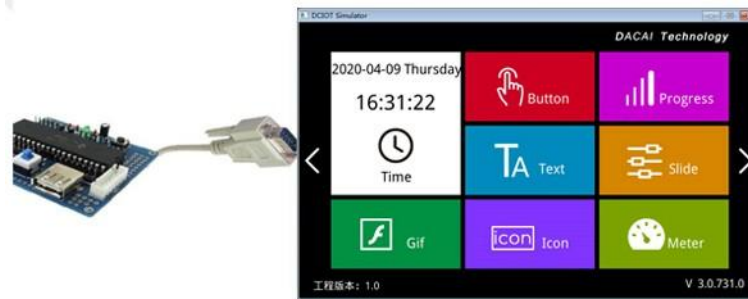 DCIOT Simulator
DACAI Technology
2020-04-09 Thursday
16:31:22
Time
Button
Progress
TA Text
Slide
Gif
icon Icon
Meter
工程版本：1.0
V 3.0.731.0